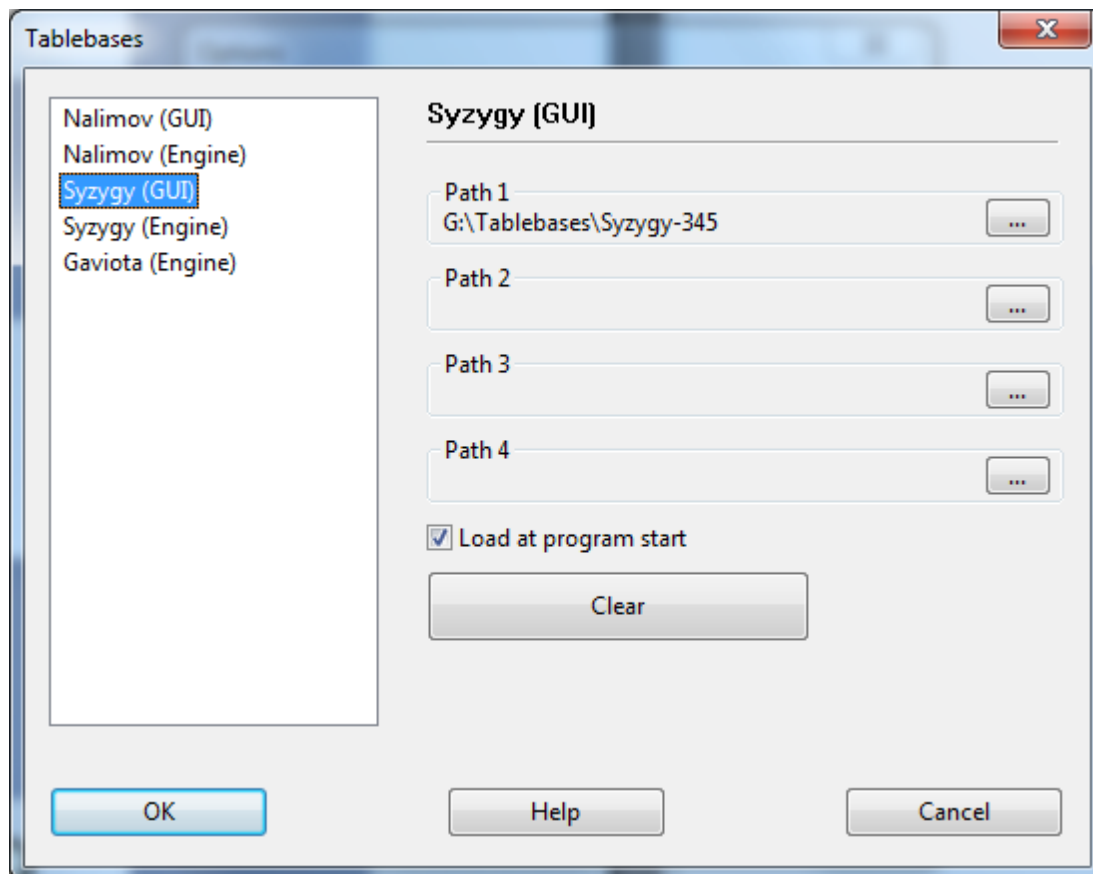 Tablebases
Nalimov (GUI)
Nalimov (Engine)
Syzygy (GUI)
Syzygy (Engine)
Gaviota (Engine)
Syzygy (GUI)
Path 1
G:\Tablebases\Syzygy-345
...
Path 2
...
Path 3
...
Path 4
...
Load at program start
Clear
OK
Help
Cancel